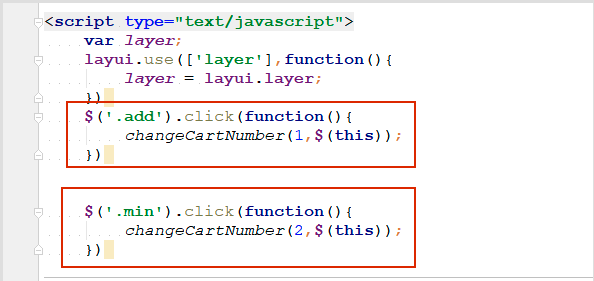 <script type="text/javascript">
var layer;
layui.use(['layer'],function(){
layer = layui.layer;
})
$('.add').click(function(){
changeCartNumber(1,$(this));
})
$('.min').click(function(){
changeCartNumber(2,$(this));
})